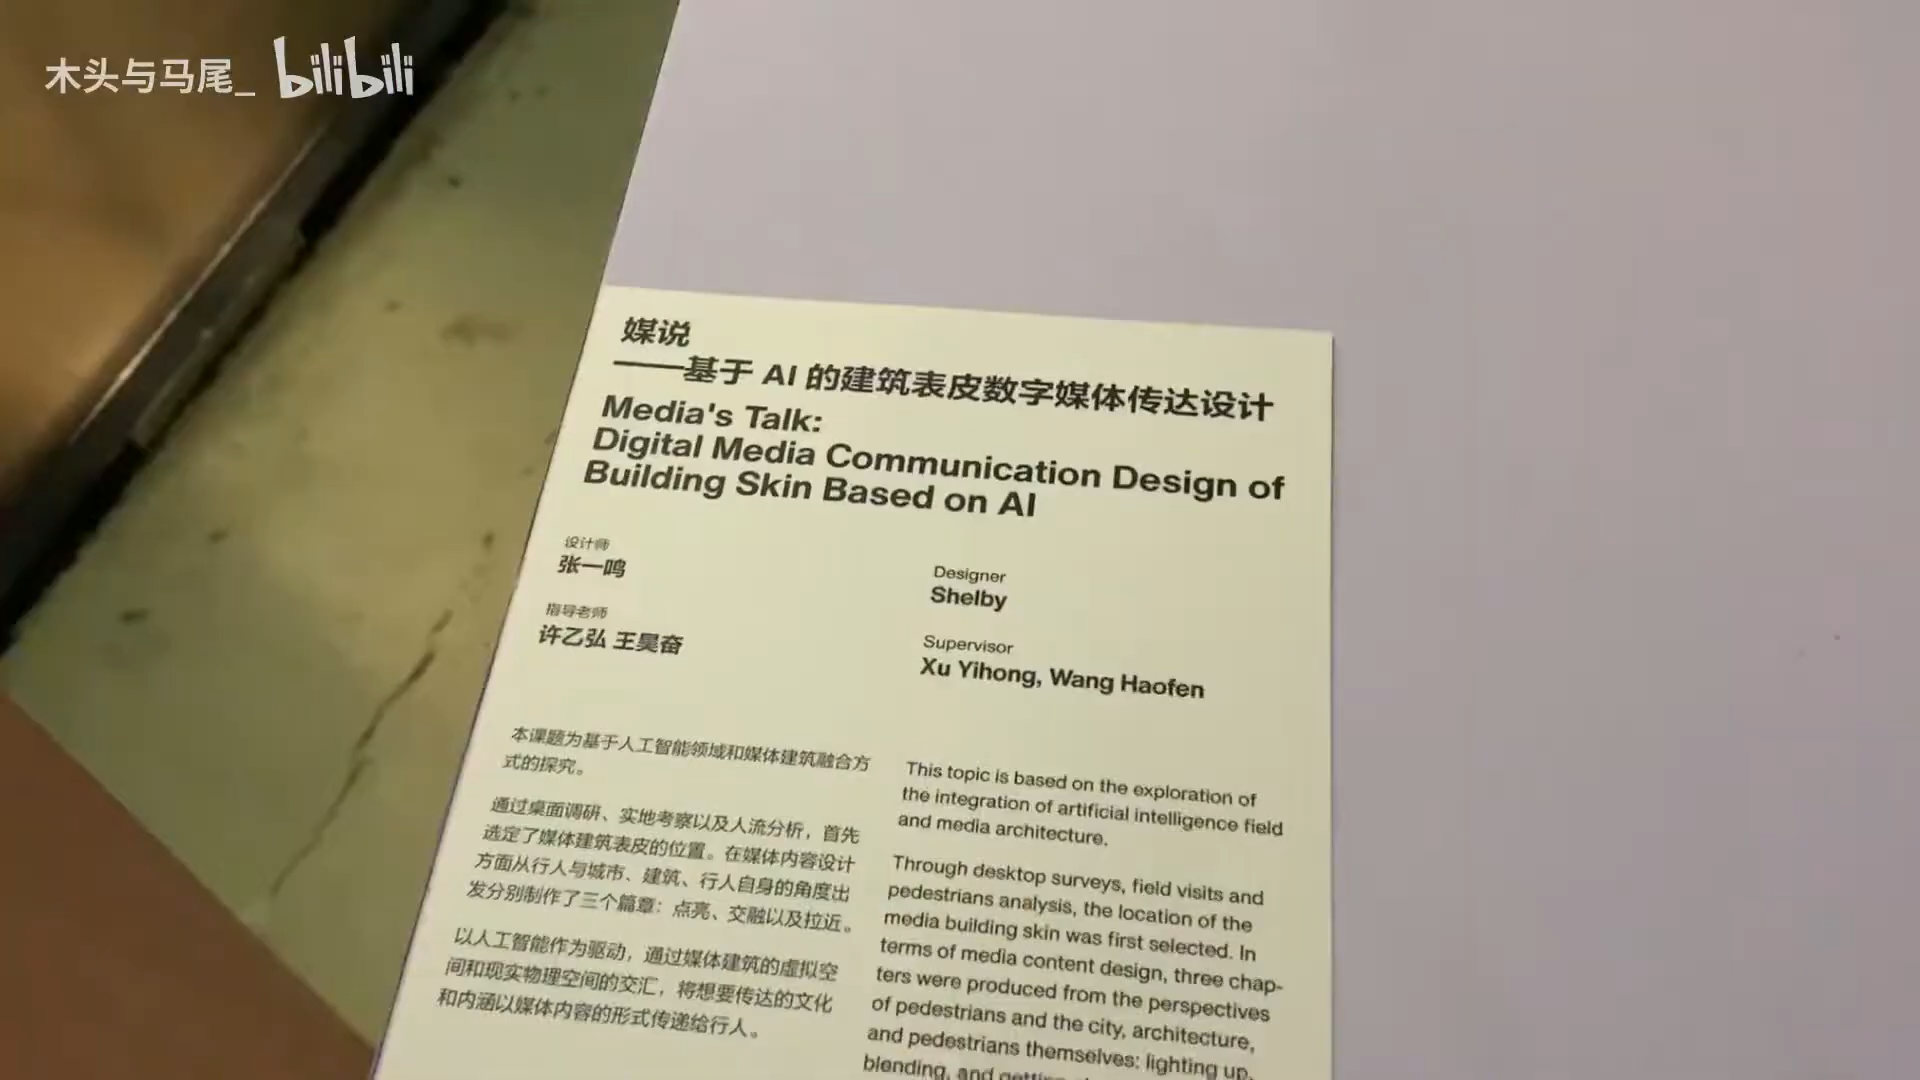 木头与马尾_ bilibili
媒说
——基于 AI 的建筑表皮数字媒体传达设计
Media's Talk:
Digital Media Communication Design of
Building Skin Based on AI
设计师
张一鸣
Designer
Shelby
指导老师
许乙弘 王昊奋
Supervisor
Xu Yihong, Wang Haofen
本课题为基于人工智能领域和媒体建筑融合方
式的探究。
通过桌面调研、实地考察以及人流分析，首先
选定了媒体建筑表皮的位置。在媒体内容设计
方面从行人与城市、建筑、行人自身的角度出
发分别制作了三个篇章：点亮、交融以及拉近。
以人工智能作为驱动，通过媒体建筑的虚拟空
间和现实物理空间的交汇，将想要传达的文化
和内涵以媒体内容的形式传递给行人。
This topic is based on the exploration of
the integration of artificial intelligence field
and media architecture.
Through desktop surveys, field visits and
pedestrians analysis, the location of the
media building skin was first selected. In
terms of media content design, three chap-
ters were produced from the perspectives
of pedestrians and the city, architecture,
and pedestrians themselves: lighting up,
blending, and